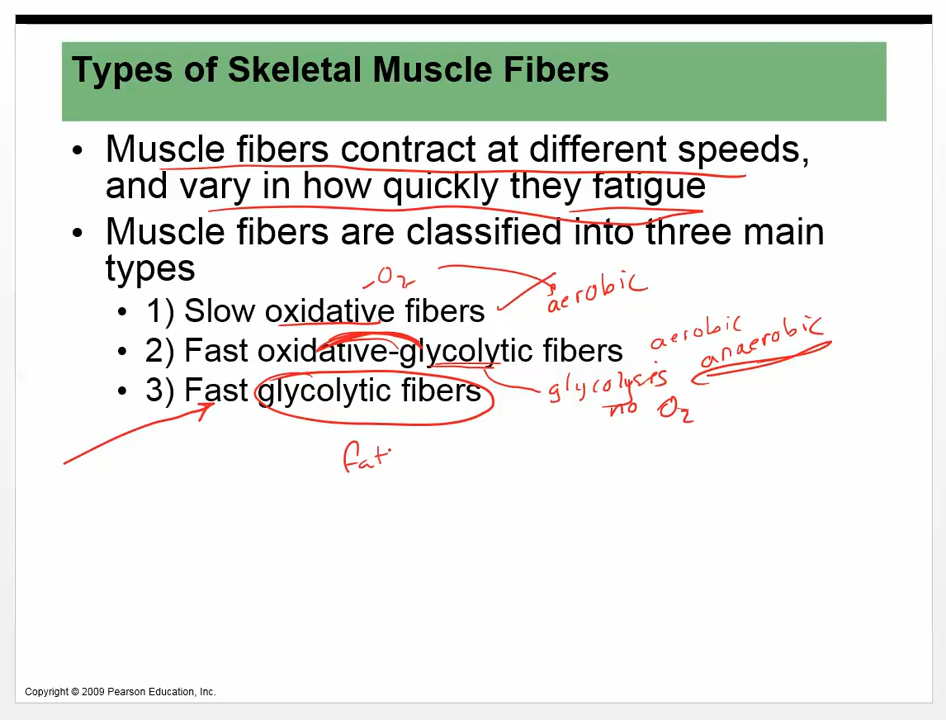 Types of Skeletal Muscle Fibers
• Muscle fibers contract at different speeds,
and vary in how quickly they fatigue
• Muscle fibers are classified into three main
types
O2
aerobic
• 1) Slow oxidative fibers
• 2) Fast oxidative-glycolytic fibers
aerobic
anaerobic
glycolysis
no O2
• 3) Fast glycolytic fibers
fat
Copyright © 2009 Pearson Education, Inc.